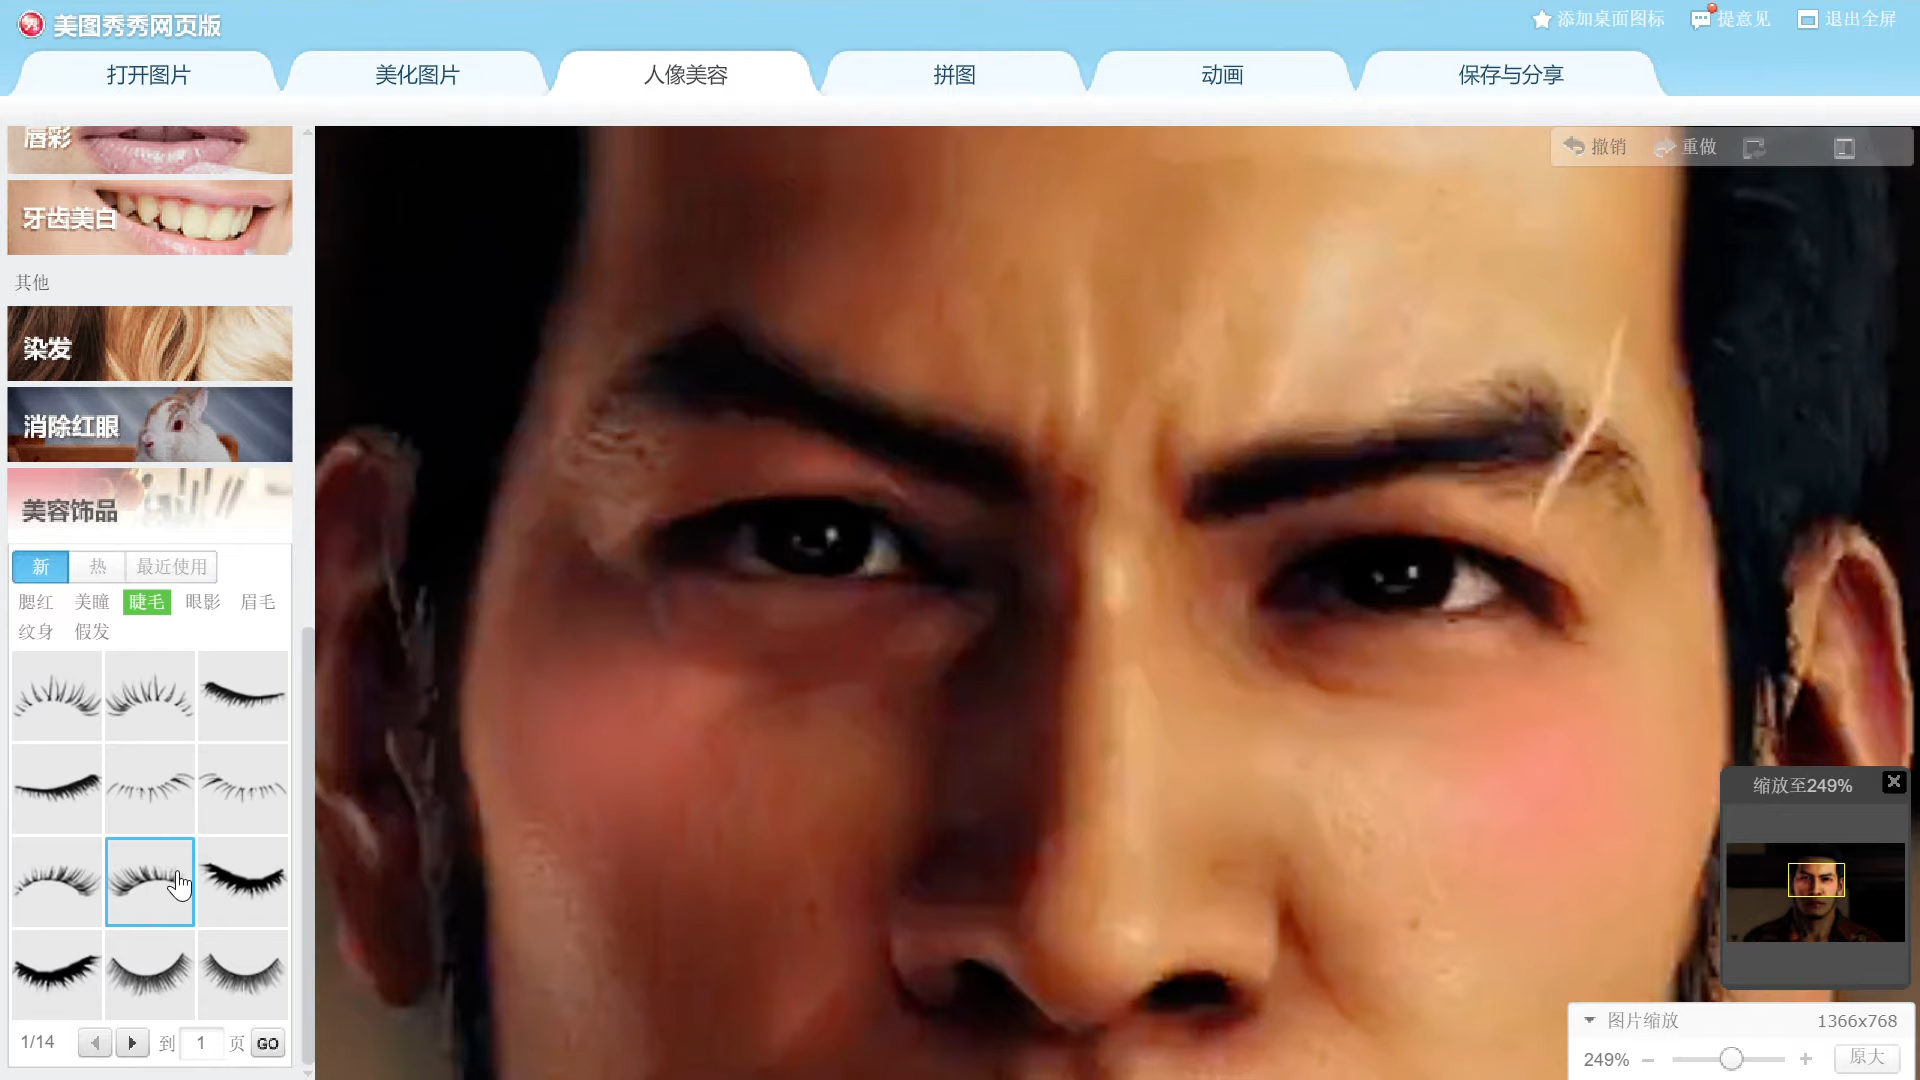 美图秀秀网页版
添加桌面图标 提意见 退出全屏
打开图片 美化图片 人像美容 拼图 动画 保存与分享
撤销 重做
唇彩
牙齿美白
其他
染发
消除红眼
美容饰品
新 热 最近使用
腮红 美瞳 睫毛 眼影 眉毛
纹身 假发
1/14 到 1 页 GO
缩放至249%
图片缩放 1366x768
249% 原大